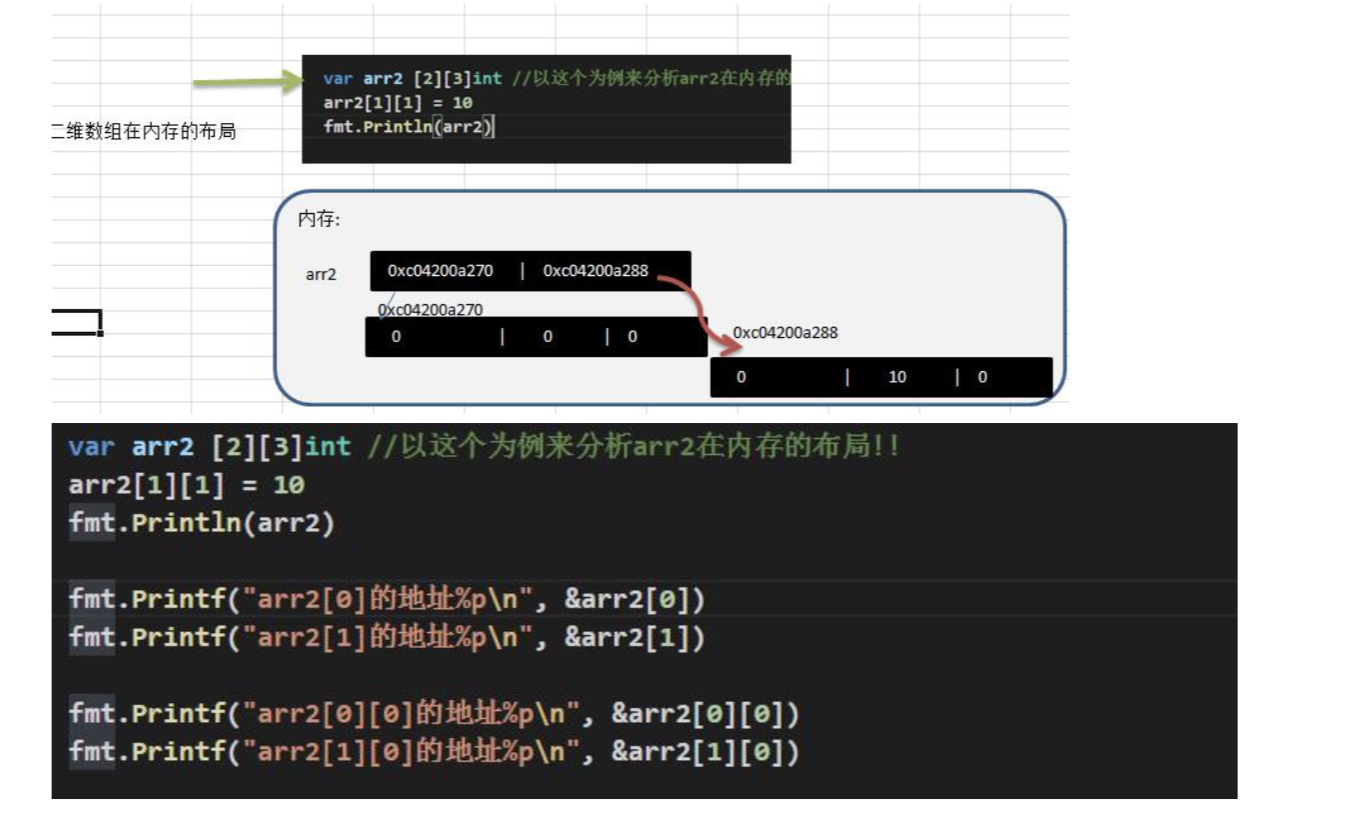 var arr2 [2][3]int //以这个为例来分析arr2在内存的
arr2[1][1] = 10
fmt.Println(arr2)
二维数组在内存的布局
内存:
arr2
0xc04200a270 | 0xc04200a288
0xc04200a270
0 | 0 | 0
0xc04200a288
0 | 10 | 0
var arr2 [2][3]int //以这个为例来分析arr2在内存的布局!!
arr2[1][1] = 10
fmt.Println(arr2)
fmt.Printf("arr2[0]的地址%p\n", &arr2[0])
fmt.Printf("arr2[1]的地址%p\n", &arr2[1])
fmt.Printf("arr2[0][0]的地址%p\n", &arr2[0][0])
fmt.Printf("arr2[1][0]的地址%p\n", &arr2[1][0])